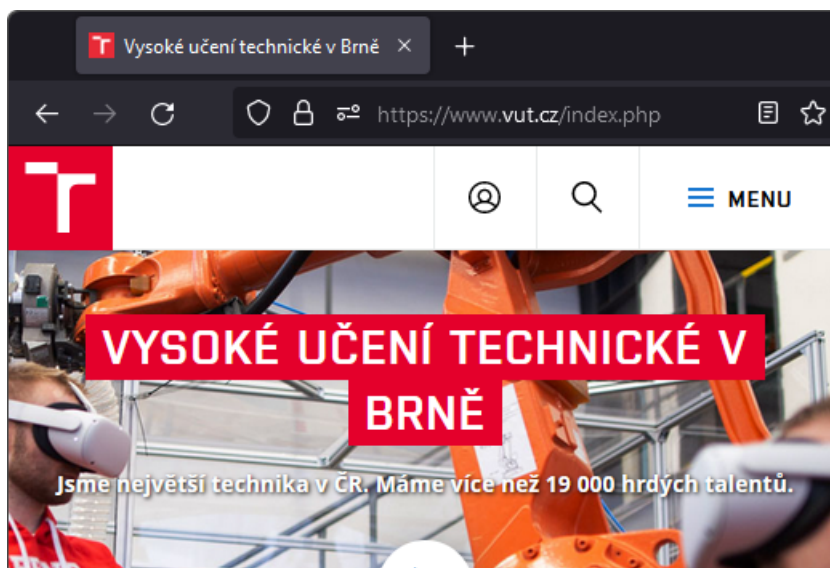 Vysoké učení technické v Brně
https://www.vut.cz/index.php
MENU
VYSOKÉ UČENÍ TECHNICKÉ V
BRNĚ
Jsme největší technika v ČR. Máme více než 19 000 hrdých talentů.